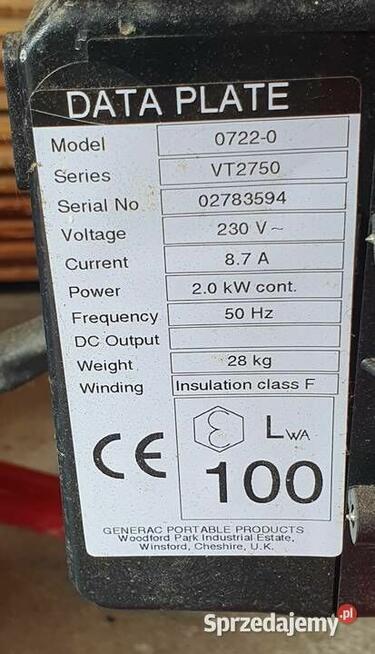 DATA PLATE
Model 0722-0
Series VT2750
Serial No 02783594
Voltage 230 V~
Current 8.7 A
Power 2.0 kW cont.
Frequency 50 Hz
DC Output
Weight 28 kg
Winding Insulation class F
CE
Ɛ LWA
100
GENERAC PORTABLE PRODUCTS
Woodford Park Industrial Estate,
Winsford, Cheshire, U.K.
Sprzedajemy.pl